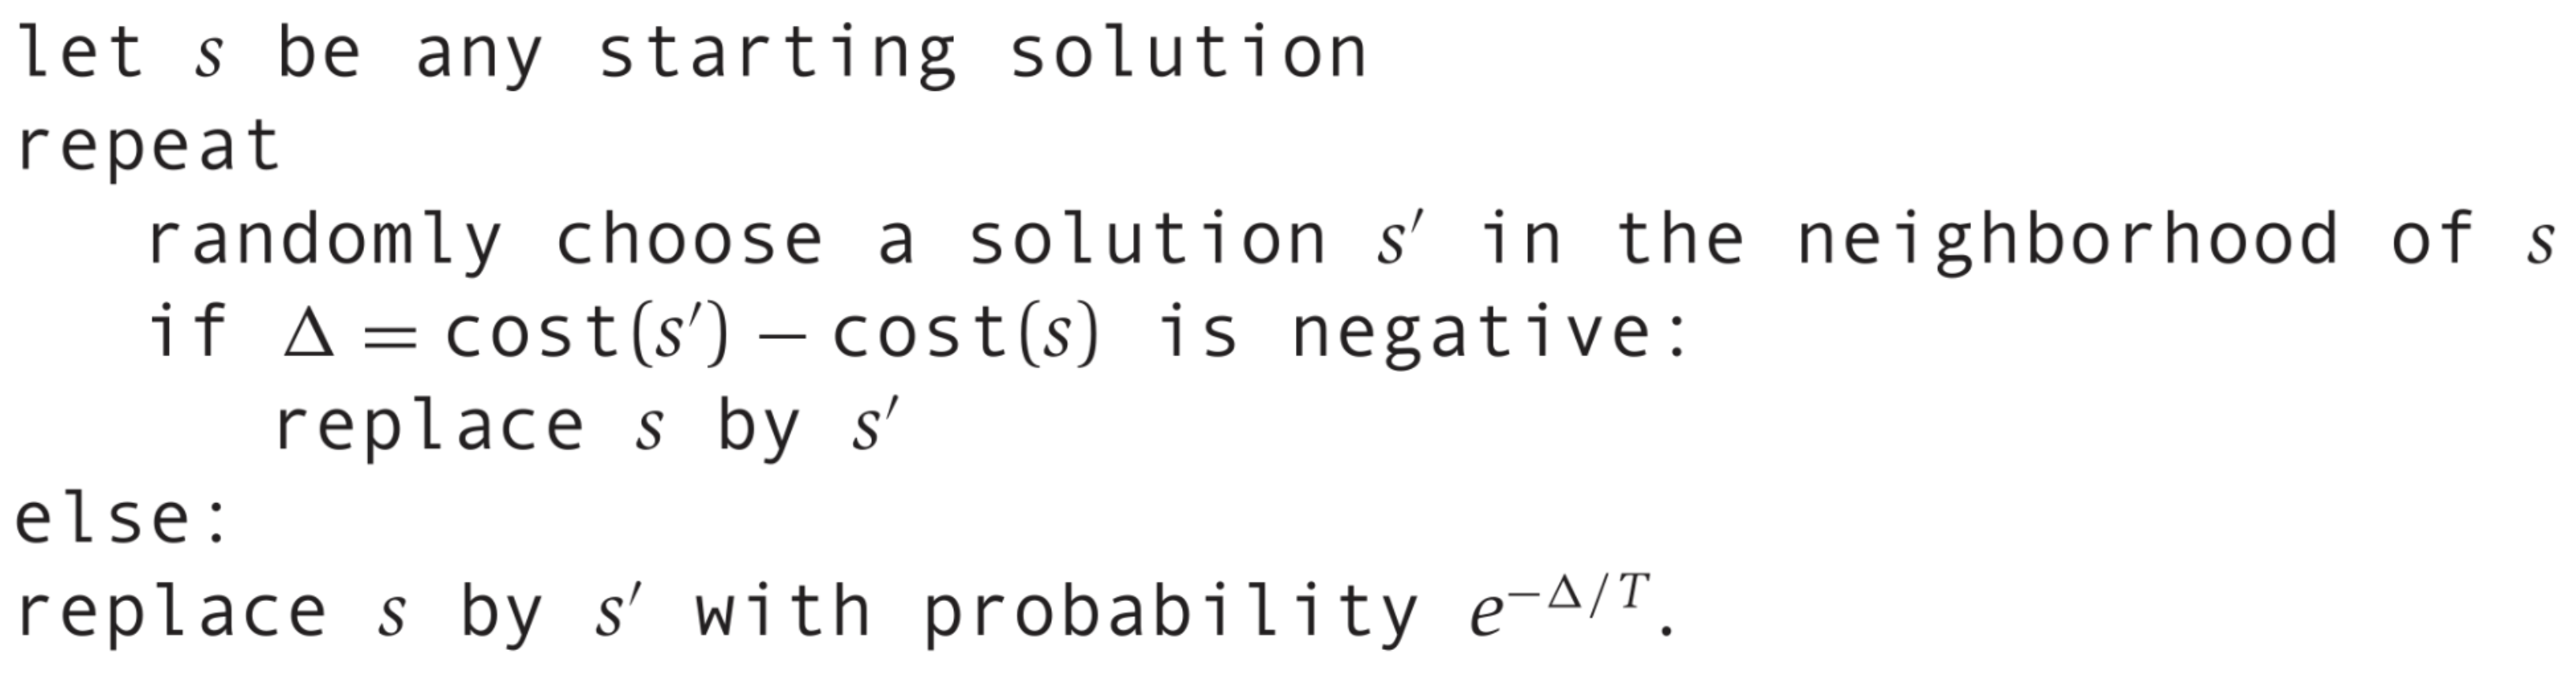 let s be any starting solution
repeat
   randomly choose a solution s′ in the neighborhood of s
   if Δ = cost(s′) − cost(s) is negative:
      replace s by s′
else:
replace s by s′ with probability e^{−Δ/T}.